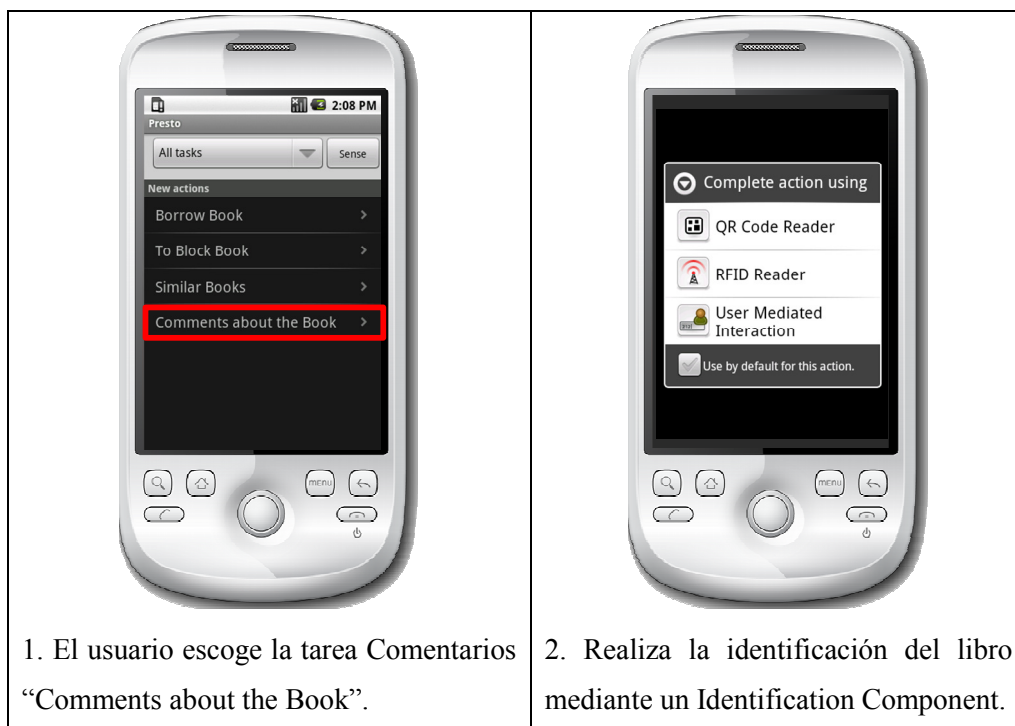 2:08 PM
Presto
All tasks
Sense
New actions
Borrow Book
To Block Book
Similar Books
Comments about the Book
MENU
1. El usuario escoge la tarea Comentarios
“Comments about the Book”.
Complete action using
QR Code Reader
RFID Reader
User Mediated
Interaction
Use by default for this action.
MENU
2. Realiza la identificación del libro
mediante un Identification Component.